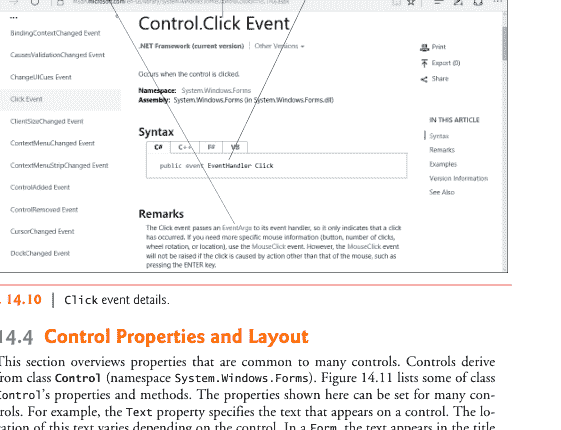 Control.Click Event
.NET Framework (current version) | Other Versions
BindingContextChanged Event
CausesValidationChanged Event
ChangeUICues Event
Click Event
ClientSizeChanged Event
ContextMenuChanged Event
ContextMenuStripChanged Event
ControlAdded Event
ControlRemoved Event
CursorChanged Event
DockChanged Event
Occurs when the control is clicked.
Namespace: System.Windows.Forms
Assembly: System.Windows.Forms (in System.Windows.Forms.dll)
Syntax
C# C++ F# VB
public event EventHandler Click
Remarks
The Click event passes an EventArgs to its event handler, so it only indicates that a click
has occurred. If you need more specific mouse information (button, number of clicks,
wheel rotation, or location), use the MouseClick event. However, the MouseClick event
will not be raised if the click is caused by action other than that of the mouse, such as
pressing the ENTER key.
Print
Export (0)
Share
IN THIS ARTICLE
Syntax
Remarks
Examples
Version Information
See Also
. 14.10 | Click event details.
14.4 Control Properties and Layout
This section overviews properties that are common to many controls. Controls derive
from class Control (namespace System.Windows.Forms). Figure 14.11 lists some of class
Control's properties and methods. The properties shown here can be set for many con-
rols. For example, the Text property specifies the text that appears on a control. The lo-
cation of this text varies depending on the control. In a Form, the text appears in the title